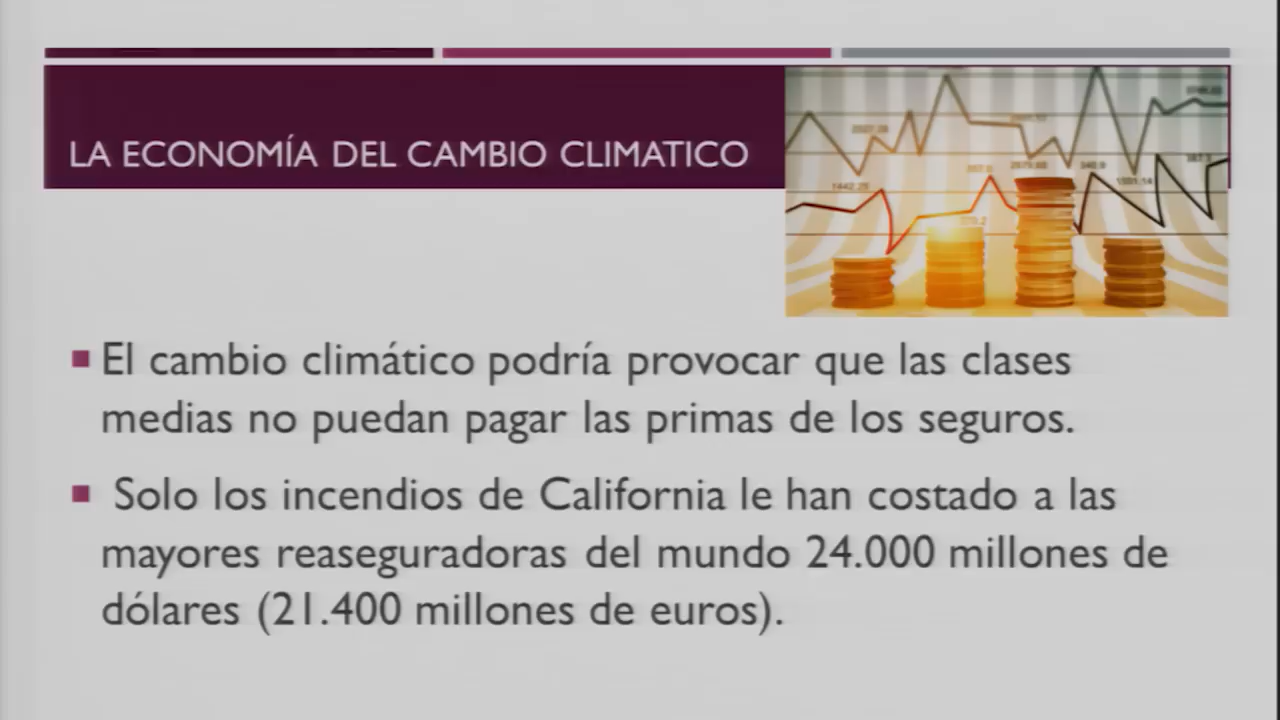 LA ECONOMÍA DEL CAMBIO CLIMATICO
El cambio climático podría provocar que las clases
medias no puedan pagar las primas de los seguros.
Solo los incendios de California le han costado a las
mayores reaseguradoras del mundo 24.000 millones de
dólares (21.400 millones de euros).